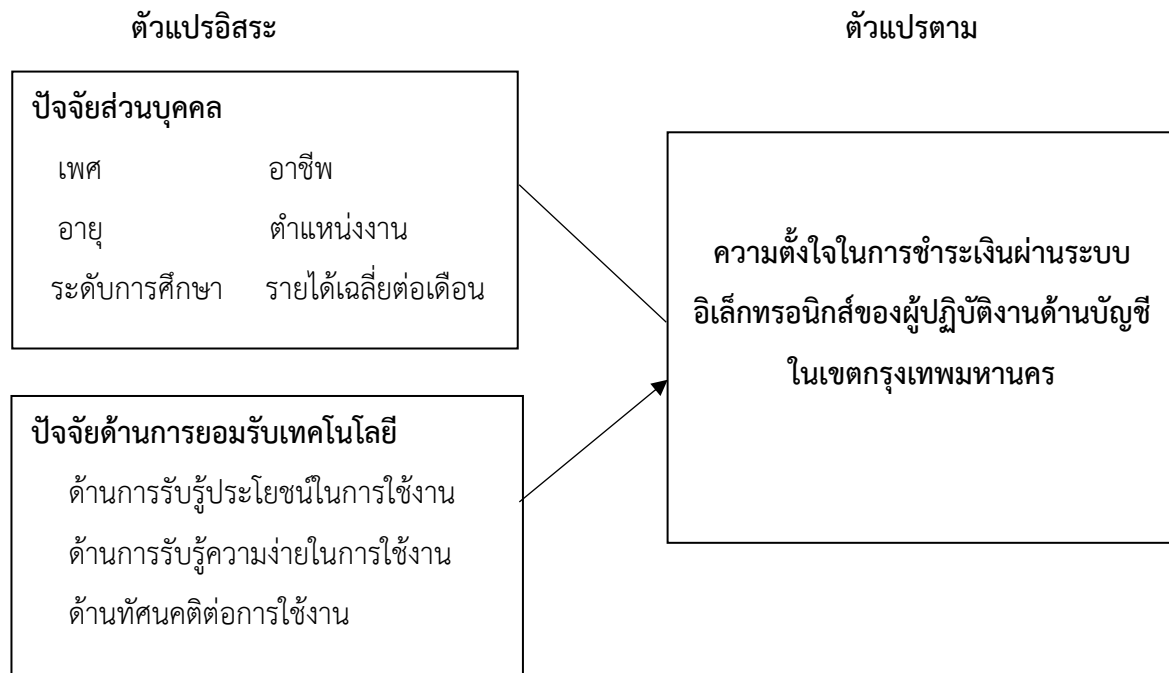 ตัวแปรอิสระ
ตัวแปรตาม
ปัจจัยส่วนบุคคล
เพศ อาชีพ
อายุ ตำแหน่งงาน
ระดับการศึกษา รายได้เฉลี่ยต่อเดือน
ความตั้งใจในการชำระเงินผ่านระบบ
อิเล็กทรอนิกส์ของผู้ปฏิบัติงานด้านบัญชี
ในเขตกรุงเทพมหานคร
ปัจจัยด้านการยอมรับเทคโนโลยี
ด้านการรับรู้ประโยชน์ในการใช้งาน
ด้านการรับรู้ความง่ายในการใช้งาน
ด้านทัศนคติต่อการใช้งาน